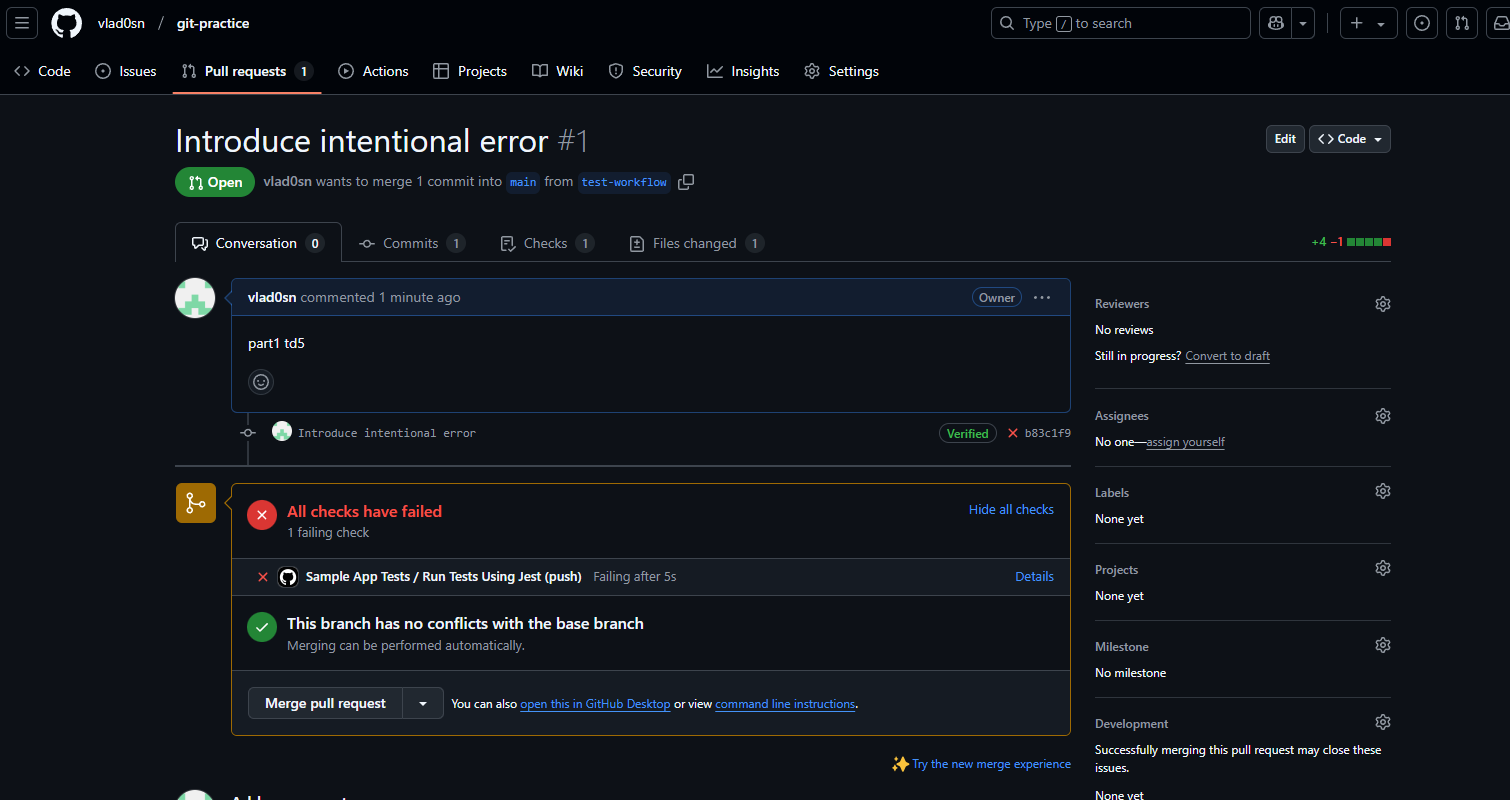 vlad0sn / git-practice
Type / to search
Code Issues Pull requests 1 Actions Projects Wiki Security Insights Settings
Introduce intentional error #1
Edit Code
Open vlad0sn wants to merge 1 commit into main from test-workflow
Conversation 0 Commits 1 Checks 1 Files changed 1
+4 −1
vlad0sn commented 1 minute ago
Owner
part1 td5
Introduce intentional error
Verified b83c1f9
All checks have failed
1 failing check
Hide all checks
Sample App Tests / Run Tests Using Jest (push) Failing after 5s
Details
This branch has no conflicts with the base branch
Merging can be performed automatically.
Merge pull request
You can also open this in GitHub Desktop or view command line instructions.
Try the new merge experience
Reviewers
No reviews
Still in progress? Convert to draft
Assignees
No one—assign yourself
Labels
None yet
Projects
None yet
Milestone
No milestone
Development
Successfully merging this pull request may close these
issues.
None yet